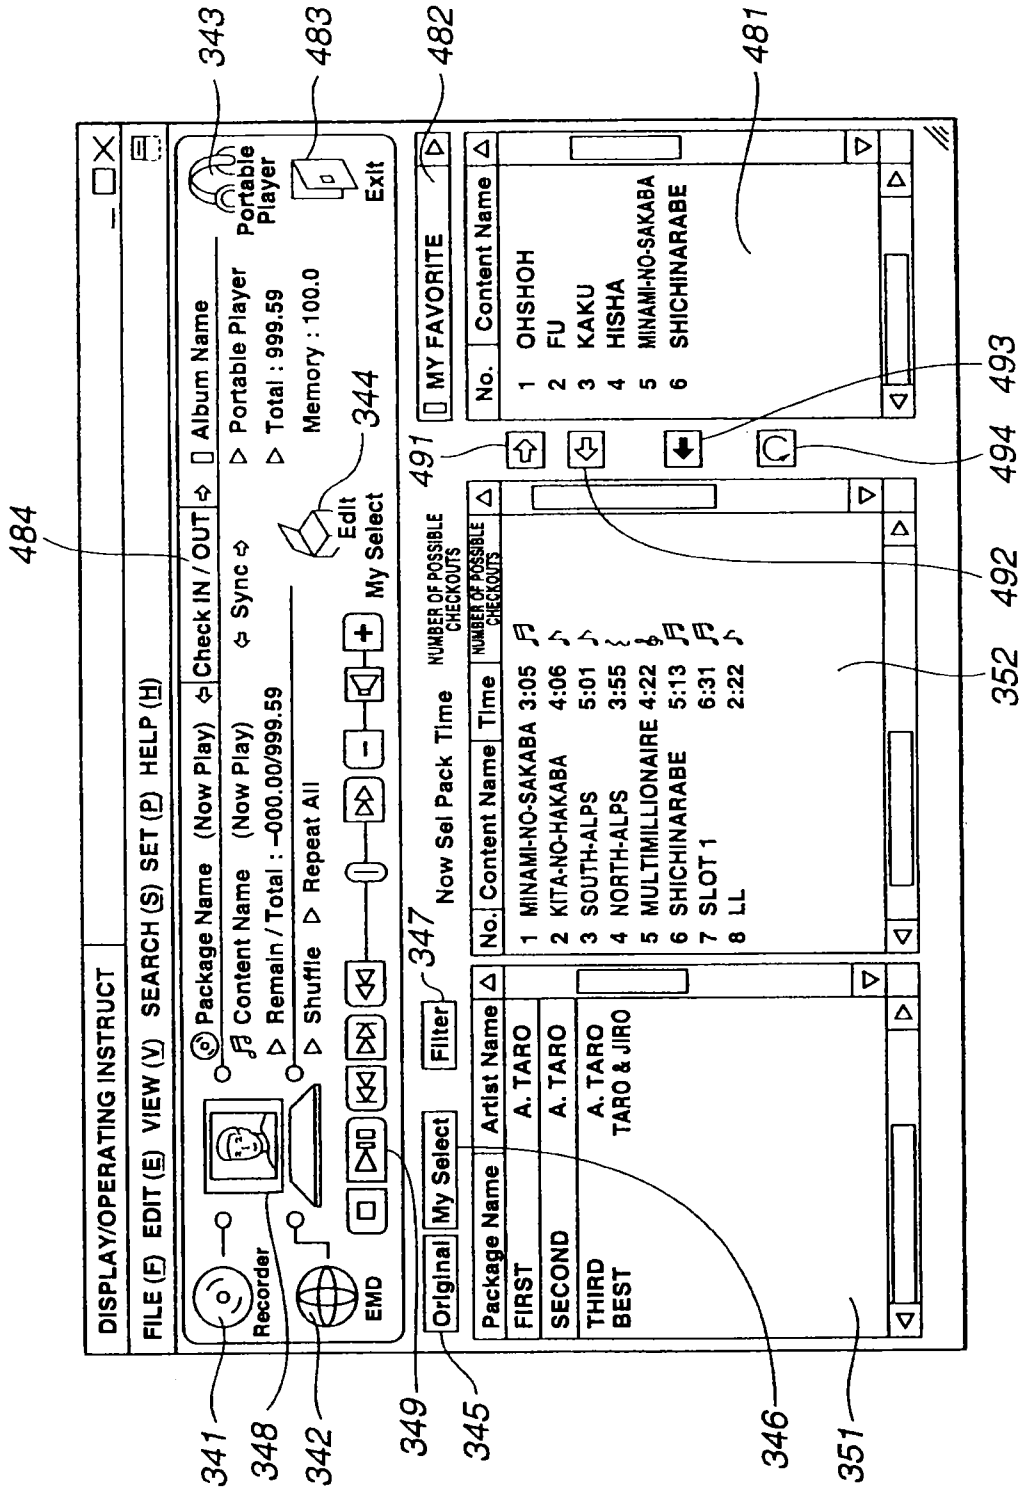 484
DISPLAY/OPERATING INSTRUCT
FILE (F) EDIT (E) VIEW (V) SEARCH (S) SET (P) HELP (H)
Package Name (Now Play)
Check IN / OUT
Album Name
Content Name (Now Play)
Sync
Portable Player
Remain / Total : –000.00/999.59
Total : 999.59
Shuffle
Repeat All
Memory : 100.0
Recorder
EMD
Edit
My Select
Portable
Player
Exit
341
348
342
349
345
344
343
483
482
Original
My Select
Filter
347
Now Sel Pack Time
NUMBER OF POSSIBLE
CHECKOUTS
491
MY FAVORITE
Package Name Artist Name
FIRST A. TARO
SECOND A. TARO
THIRD A. TARO
BEST TARO & JIRO
No. Content Name Time NUMBER OF POSSIBLE
CHECKOUTS
1 MINAMI-NO-SAKABA 3:05
2 KITA-NO-HAKABA 4:06
3 SOUTH-ALPS 5:01
4 NORTH-ALPS 3:55
5 MULTIMILLIONAIRE 4:22
6 SHICHINARABE 5:13
7 SLOT 1 6:31
8 LL 2:22
No. Content Name
1 OHSHOH
2 FU
3 KAKU
4 HISHA
5 MINAMI-NO-SAKABA
6 SHICHINARABE
481
346
351
352
492
494
493